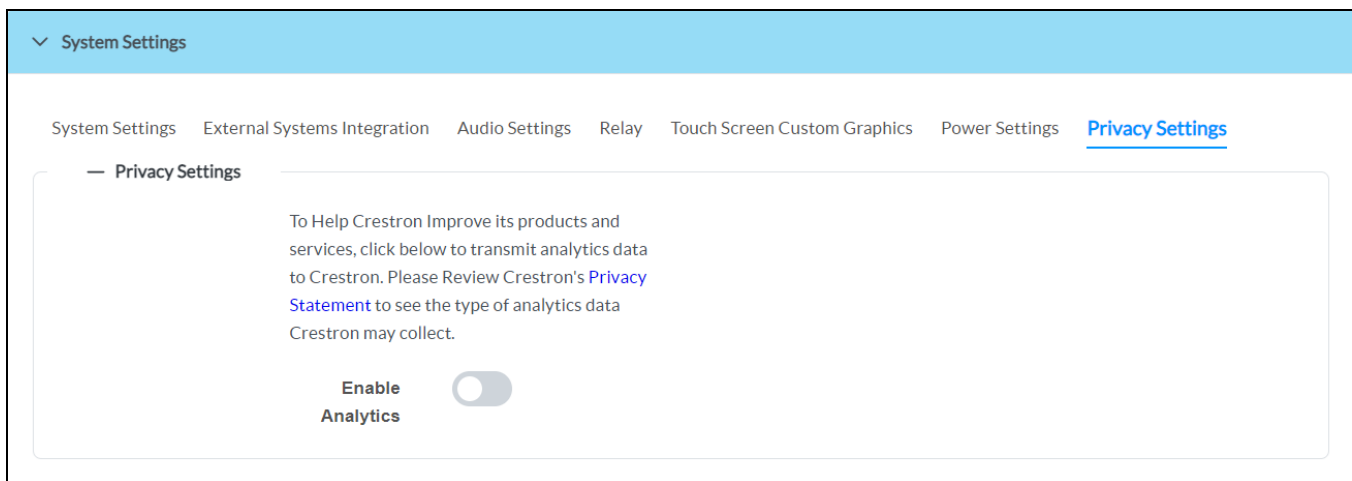 System Settings
System Settings External Systems Integration Audio Settings Relay Touch Screen Custom Graphics Power Settings Privacy Settings
Privacy Settings
To Help Crestron Improve its products and
services, click below to transmit analytics data
to Crestron. Please Review Crestron's Privacy
Statement to see the type of analytics data
Crestron may collect.
Enable
Analytics